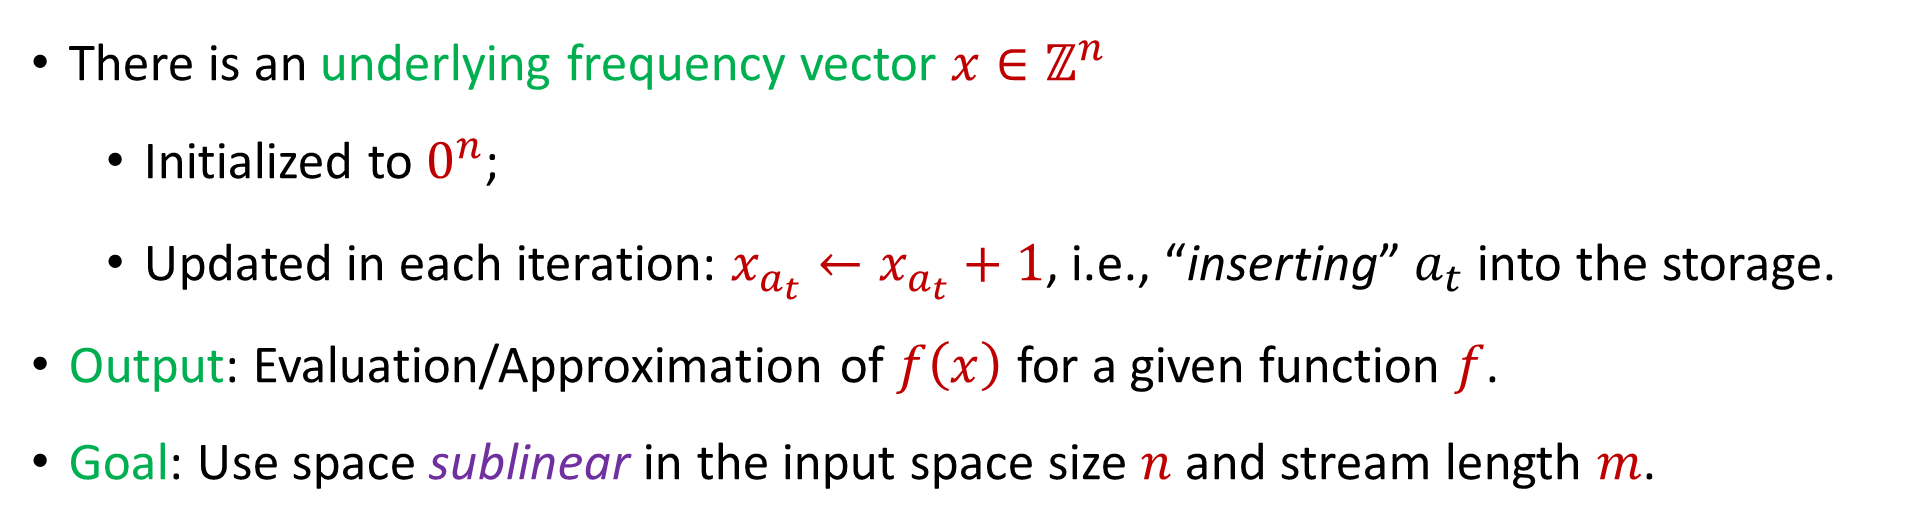 • There is an underlying frequency vector x ∈ ℤⁿ
• Initialized to 0ⁿ;
• Updated in each iteration: x_{a_t} ← x_{a_t} + 1, i.e., “inserting” a_t into the storage.
• Output: Evaluation/Approximation of f(x) for a given function f.
• Goal: Use space sublinear in the input space size n and stream length m.